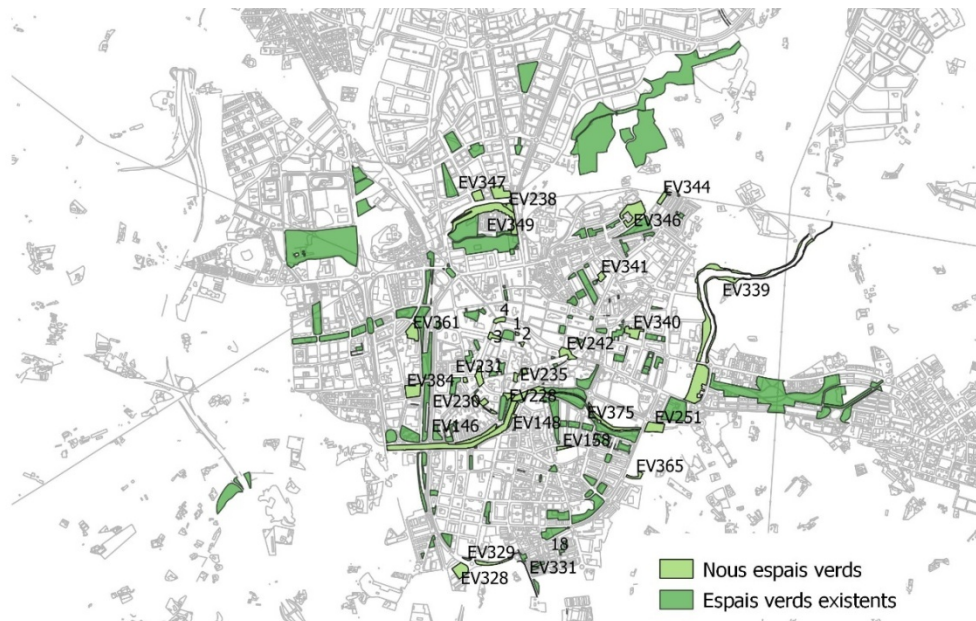 EV344
EV347
EV238
EV349
EV346
EV341
EV339
4
EV361
1
3
2
EV340
EV242
EV231
EV235
EV384
EV230
EV228
EV375
EV146
EV148
EV251
EV158
EV365
18
EV329
EV331
EV328
Nous espais verds
Espais verds existents